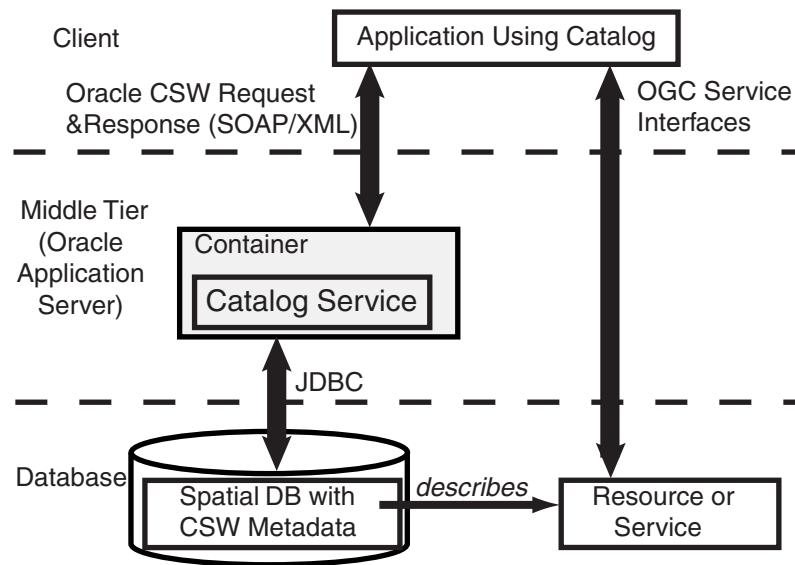 Client
Application Using Catalog
Oracle CSW Request
&Response (SOAP/XML)
OGC Service
Interfaces
Middle Tier
(Oracle
Application
Server)
Container
Catalog Service
JDBC
Database
Spatial DB with
CSW Metadata
describes
Resource or
Service